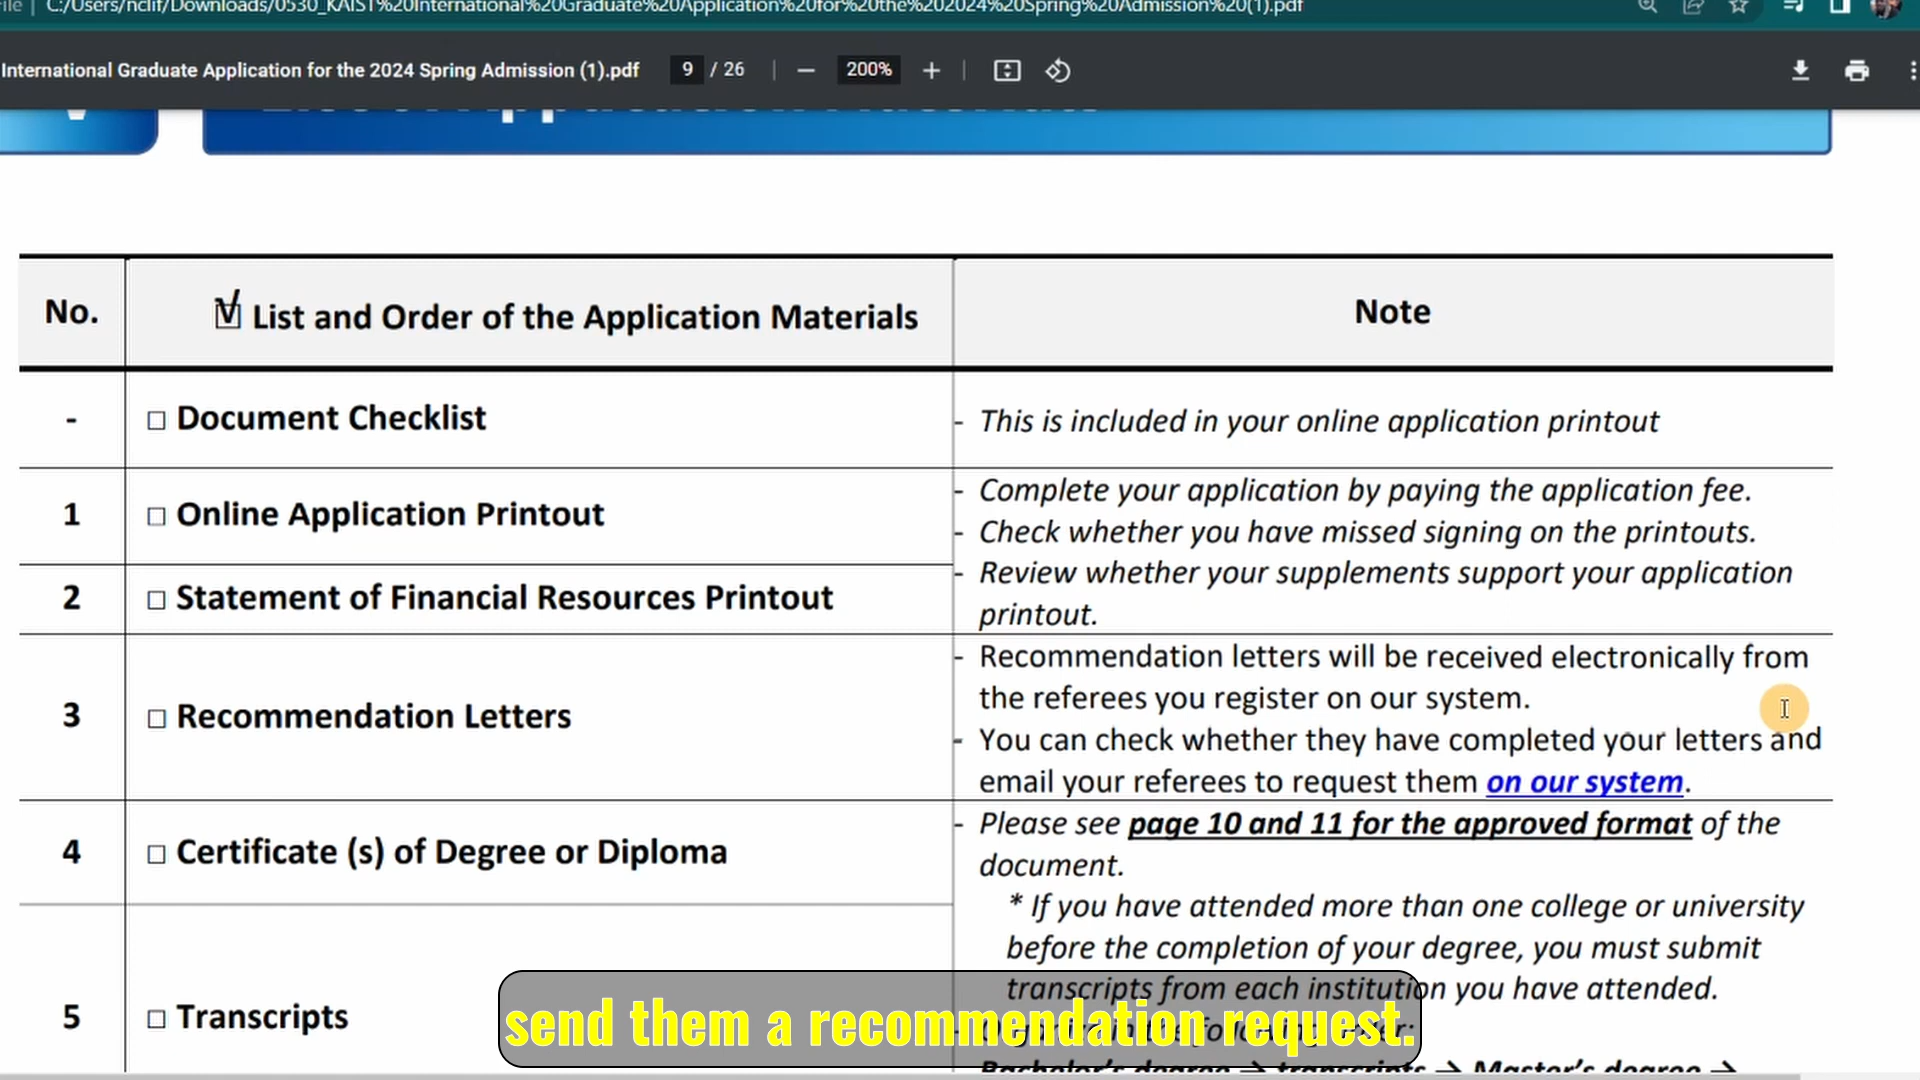 C:/Users/nclif/Downloads/0530_KAIST%20International%20Graduate%20Application%20for%20the%202024%20Spring%20Admission%20(1).pdf
International Graduate Application for the 2024 Spring Admission (1).pdf 9 / 26 200%
No. List and Order of the Application Materials Note
- Document Checklist
- This is included in your online application printout
1 Online Application Printout
- Complete your application by paying the application fee.
- Check whether you have missed signing on the printouts.
2 Statement of Financial Resources Printout
- Review whether your supplements support your application
printout.
3 Recommendation Letters
- Recommendation letters will be received electronically from
the referees you register on our system.
- You can check whether they have completed your letters and
email your referees to request them on our system.
4 Certificate (s) of Degree or Diploma
- Please see page 10 and 11 for the approved format of the
document.
* If you have attended more than one college or university
before the completion of your degree, you must submit
transcripts from each institution you have attended.
5 Transcripts
Bachelor's degree → transcripts → Master's degree →
send them a recommendation request.